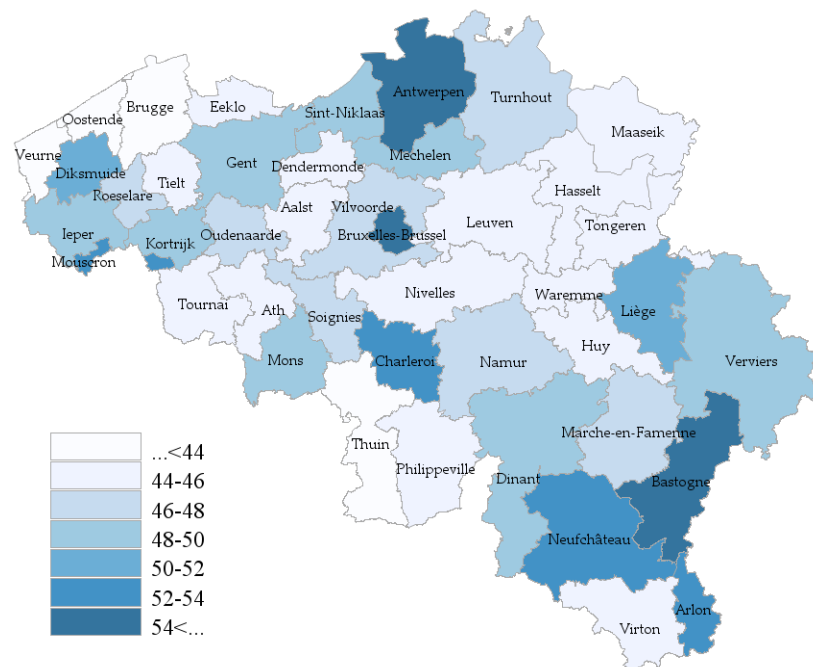 Antwerpen
Turnhout
Oostende
Brugge
Eeklo
Sint-Niklaas
Maaseik
Veurne
Mechelen
Diksmuide
Gent
Dendermonde
Tielt
Roeselare
Hasselt
Aalst
Vilvoorde
Leuven
Tongeren
Ieper
Kortrijk
Oudenaarde
Bruxelles-Brussel
Mouscron
Tournai
Ath
Soignies
Nivelles
Waremme
Liège
Mons
Charleroi
Namur
Huy
Verviers
Thuin
Philippeville
Marche-en-Famenne
Dinant
Bastogne
Neufchâteau
Arlon
Virton
...<44
44-46
46-48
48-50
50-52
52-54
54<...